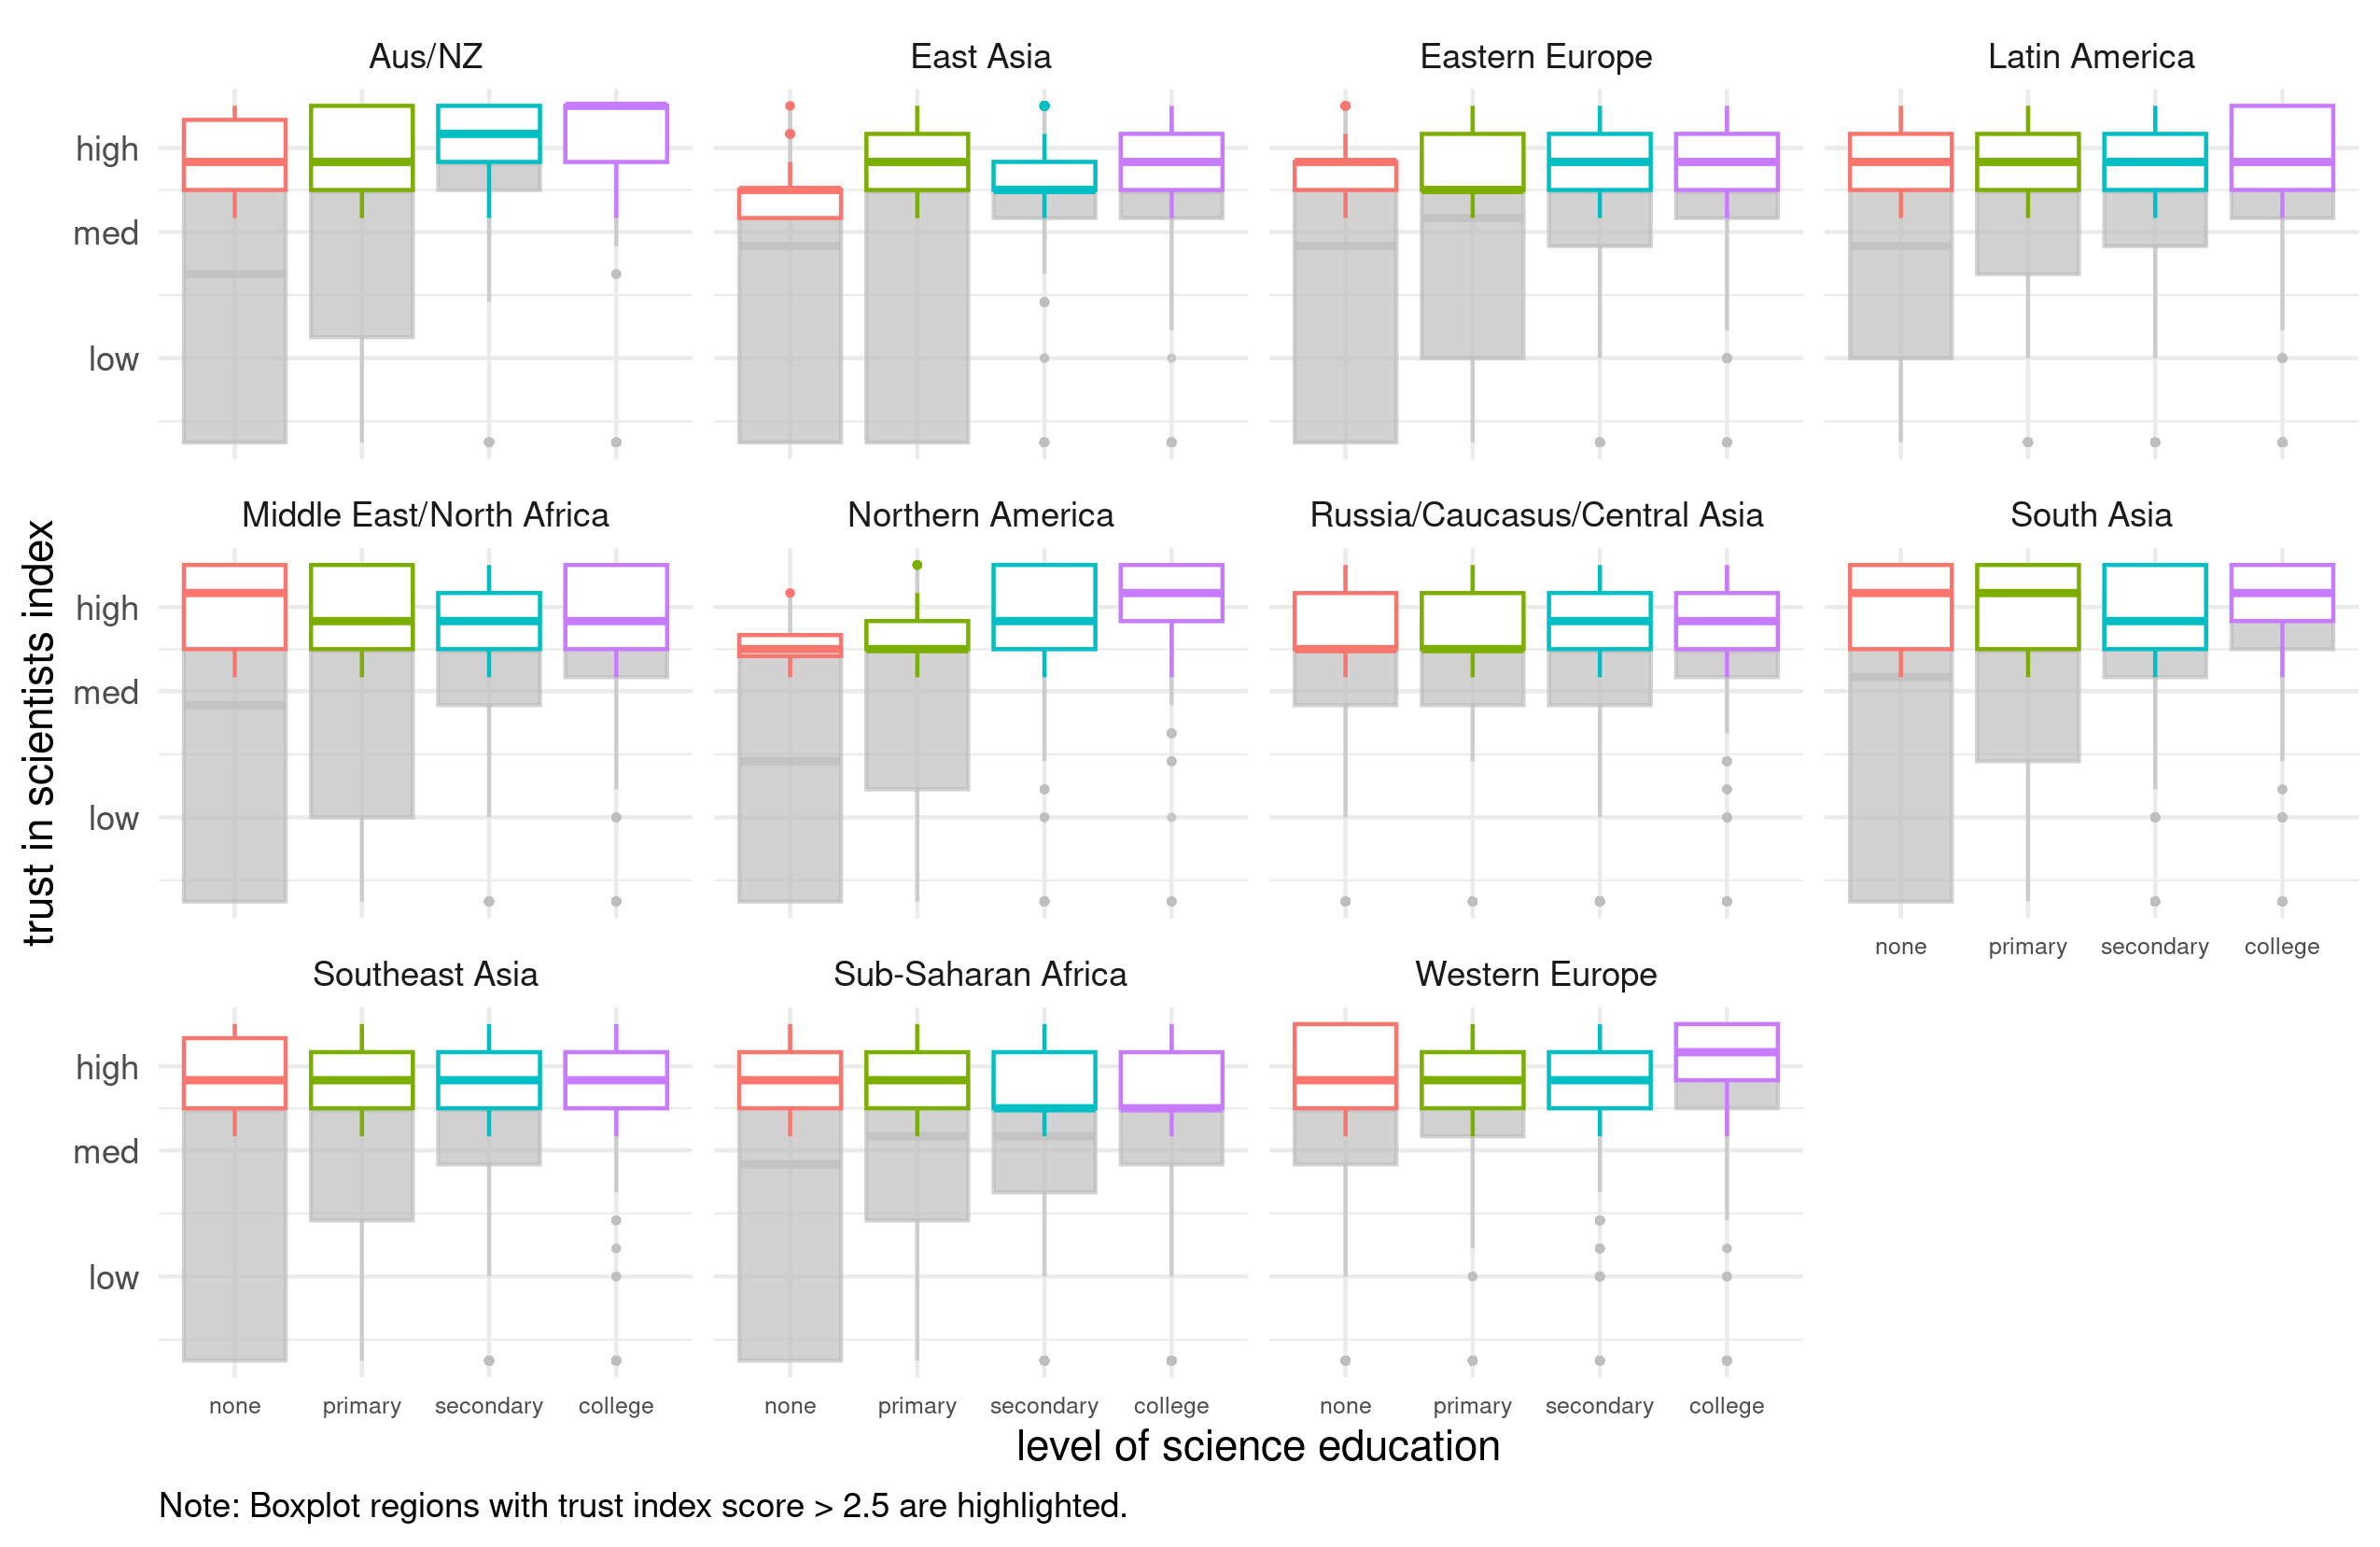 Aus/NZ
East Asia
Eastern Europe
Latin America
high
med
low
Middle East/North Africa
Northern America
Russia/Caucasus/Central Asia
South Asia
high
med
low
none primary secondary college
Southeast Asia
Sub-Saharan Africa
Western Europe
high
med
low
none primary secondary college
none primary secondary college
none primary secondary college
trust in scientists index
level of science education
Note: Boxplot regions with trust index score > 2.5 are highlighted.